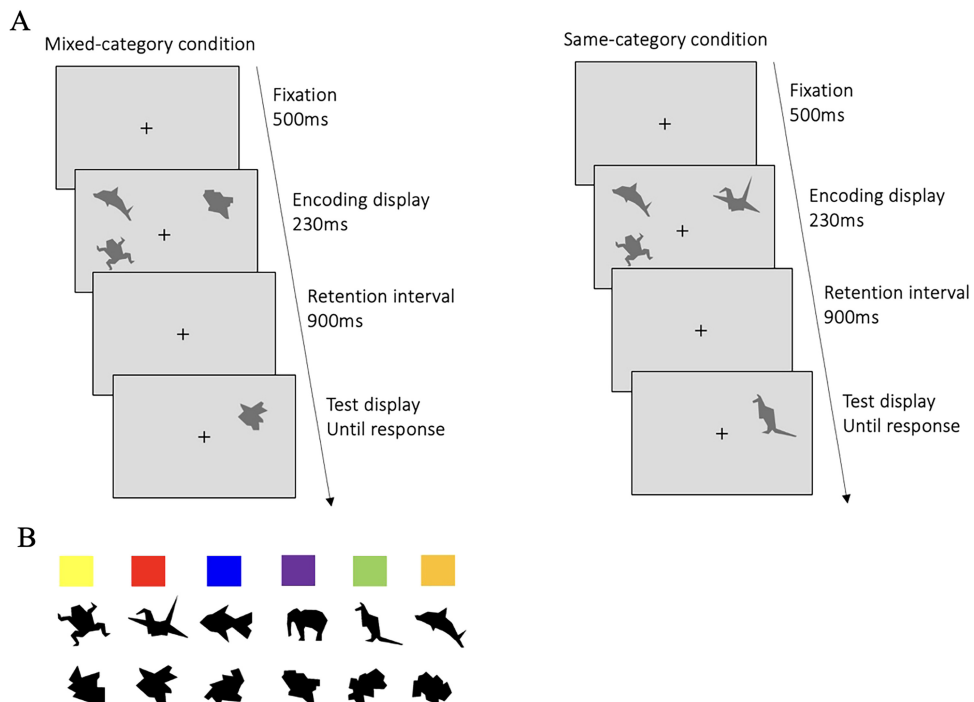 A
Mixed-category condition
Fixation
500ms
Encoding display
230ms
Retention interval
900ms
Test display
Until response
Same-category condition
Fixation
500ms
Encoding display
230ms
Retention interval
900ms
Test display
Until response
B